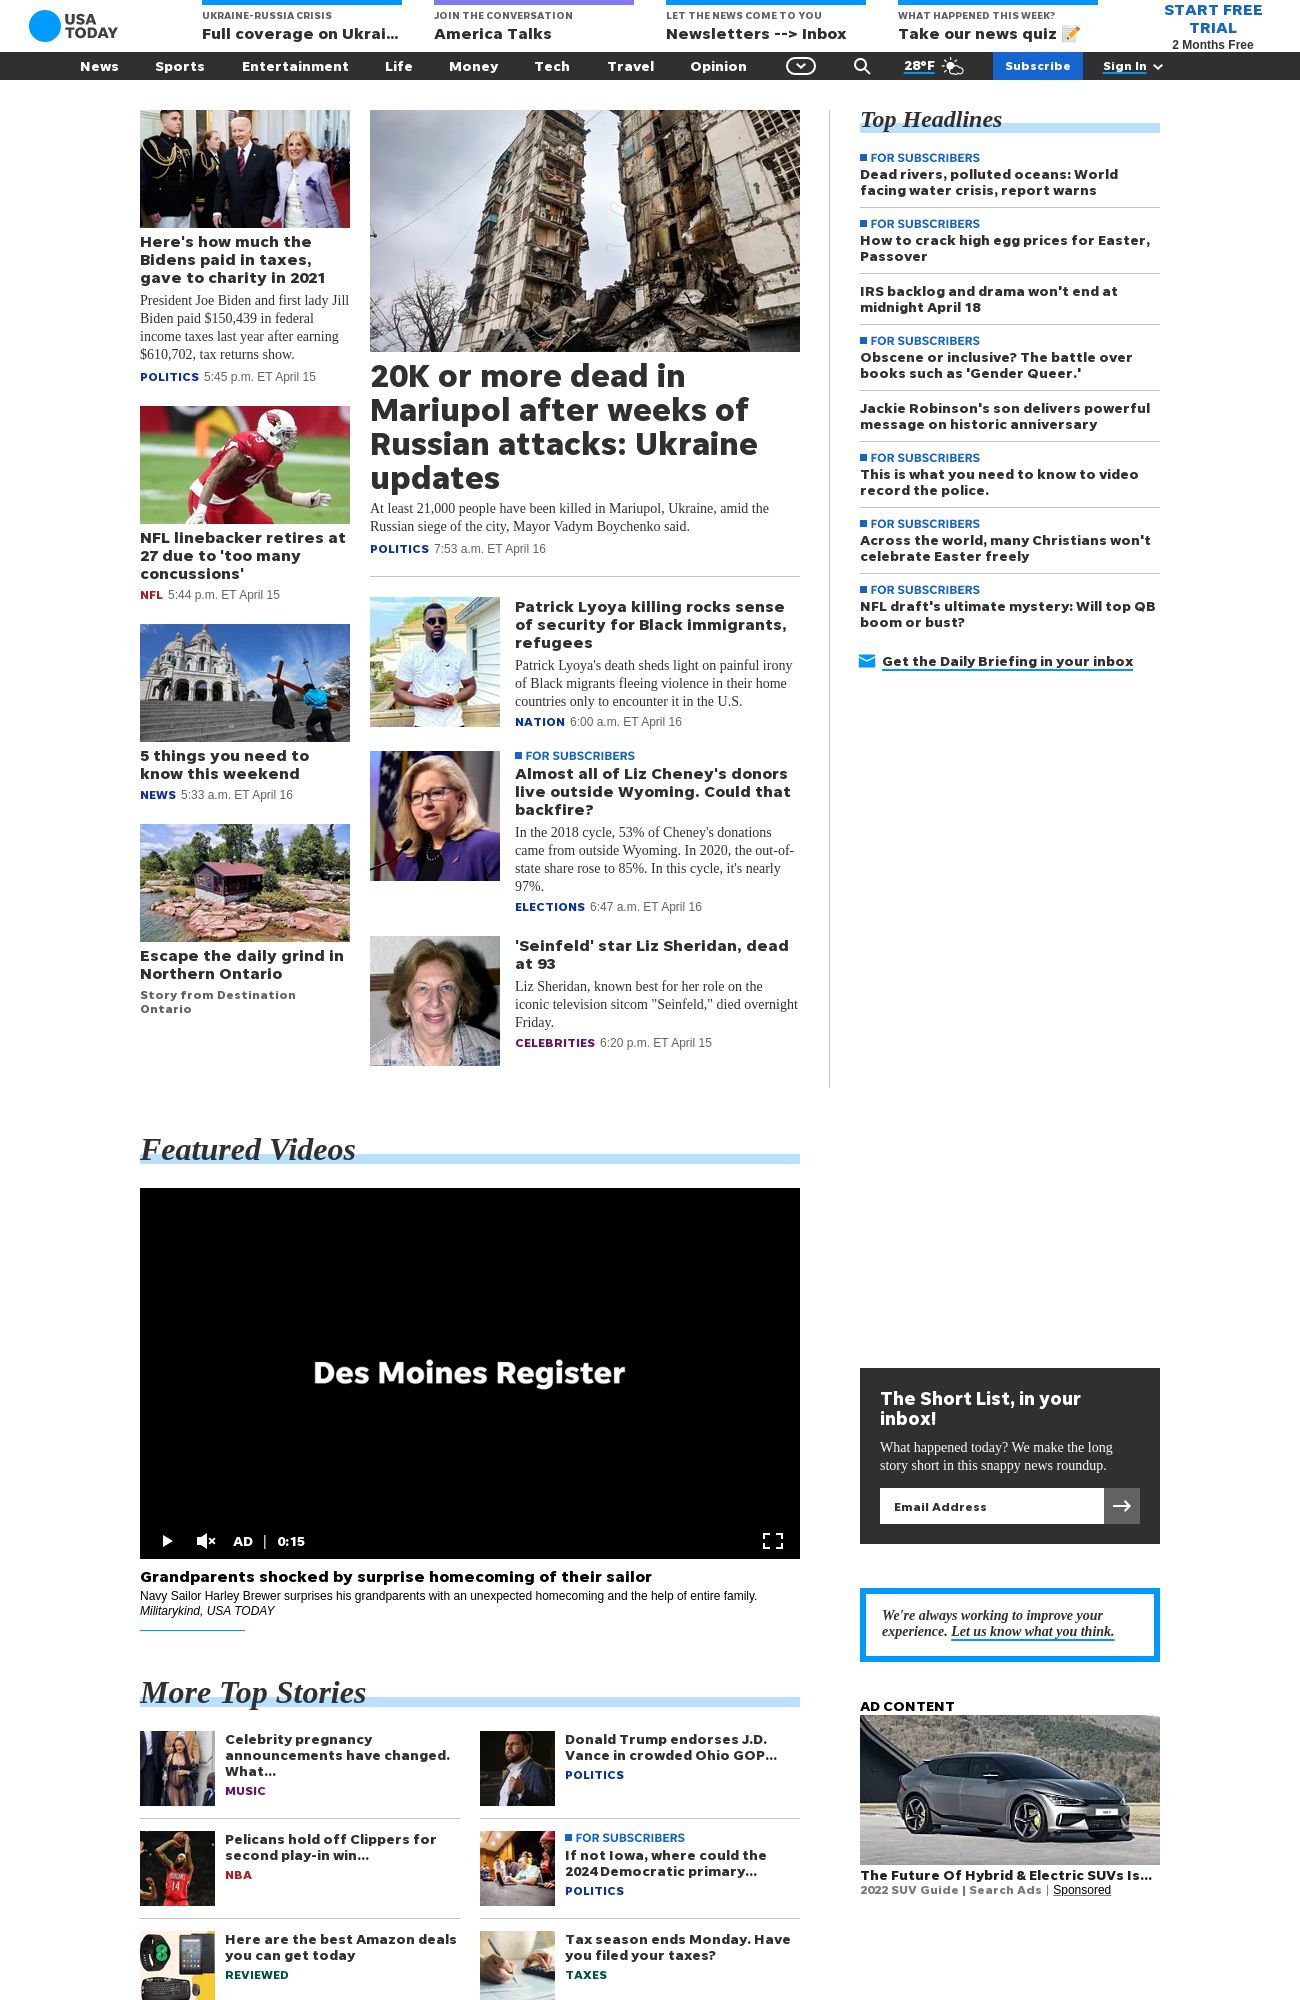 USA
TODAY
UKRAINE-RUSSIA CRISIS
Full coverage on Ukrai...
JOIN THE CONVERSATION
America Talks
LET THE NEWS COME TO YOU
Newsletters --> Inbox
WHAT HAPPENED THIS WEEK?
Take our news quiz 📝
START FREE
TRIAL
2 Months Free
News Sports Entertainment Life Money Tech Travel Opinion 28°F Subscribe Sign In
Here's how much the
Bidens paid in taxes,
gave to charity in 2021
President Joe Biden and first lady Jill
Biden paid $150,439 in federal
income taxes last year after earning
$610,702, tax returns show.
POLITICS 5:45 p.m. ET April 15
NFL linebacker retires at
27 due to 'too many
concussions'
NFL 5:44 p.m. ET April 15
5 things you need to
know this weekend
NEWS 5:33 a.m. ET April 16
Escape the daily grind in
Northern Ontario
Story from Destination
Ontario
20K or more dead in
Mariupol after weeks of
Russian attacks: Ukraine
updates
At least 21,000 people have been killed in Mariupol, Ukraine, amid the
Russian siege of the city, Mayor Vadym Boychenko said.
POLITICS 7:53 a.m. ET April 16
Patrick Lyoya killing rocks sense
of security for Black immigrants,
refugees
Patrick Lyoya's death sheds light on painful irony
of Black migrants fleeing violence in their home
countries only to encounter it in the U.S.
NATION 6:00 a.m. ET April 16
FOR SUBSCRIBERS
Almost all of Liz Cheney's donors
live outside Wyoming. Could that
backfire?
In the 2018 cycle, 53% of Cheney's donations
came from outside Wyoming. In 2020, the out-of-
state share rose to 85%. In this cycle, it's nearly
97%.
ELECTIONS 6:47 a.m. ET April 16
'Seinfeld' star Liz Sheridan, dead
at 93
Liz Sheridan, known best for her role on the
iconic television sitcom "Seinfeld," died overnight
Friday.
CELEBRITIES 6:20 p.m. ET April 15
Top Headlines
FOR SUBSCRIBERS
Dead rivers, polluted oceans: World
facing water crisis, report warns
FOR SUBSCRIBERS
How to crack high egg prices for Easter,
Passover
IRS backlog and drama won't end at
midnight April 18
FOR SUBSCRIBERS
Obscene or inclusive? The battle over
books such as 'Gender Queer.'
Jackie Robinson's son delivers powerful
message on historic anniversary
FOR SUBSCRIBERS
This is what you need to know to video
record the police.
FOR SUBSCRIBERS
Across the world, many Christians won't
celebrate Easter freely
FOR SUBSCRIBERS
NFL draft's ultimate mystery: Will top QB
boom or bust?
Get the Daily Briefing in your inbox
Featured Videos
Des Moines Register
AD | 0:15
Grandparents shocked by surprise homecoming of their sailor
Navy Sailor Harley Brewer surprises his grandparents with an unexpected homecoming and the help of entire family.
Militarykind, USA TODAY
The Short List, in your
inbox!
What happened today? We make the long
story short in this snappy news roundup.
Email Address
We're always working to improve your
experience. Let us know what you think.
AD CONTENT
The Future Of Hybrid & Electric SUVs Is...
2022 SUV Guide | Search Ads | Sponsored
More Top Stories
Celebrity pregnancy
announcements have changed.
What...
MUSIC
Donald Trump endorses J.D.
Vance in crowded Ohio GOP...
POLITICS
Pelicans hold off Clippers for
second play-in win...
NBA
FOR SUBSCRIBERS
If not Iowa, where could the
2024 Democratic primary...
POLITICS
Here are the best Amazon deals
you can get today
REVIEWED
Tax season ends Monday. Have
you filed your taxes?
TAXES